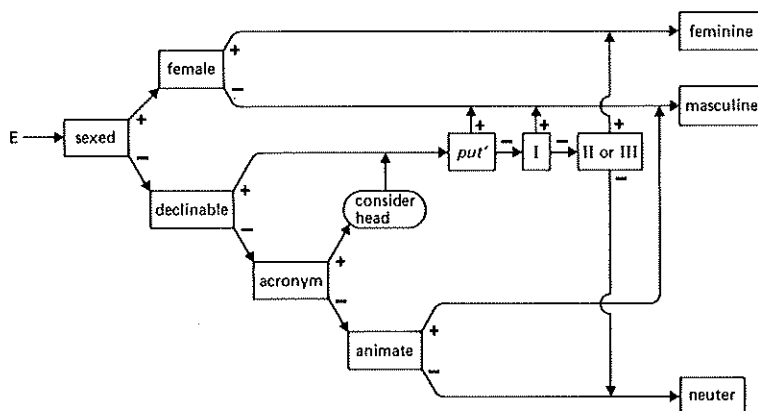 feminine
female
+
−
masculine
E
sexed
+
−
+
+
+
put'
−
I
−
II or III
−
declinable
+
−
consider
head
acronym
+
−
animate
+
−
neuter